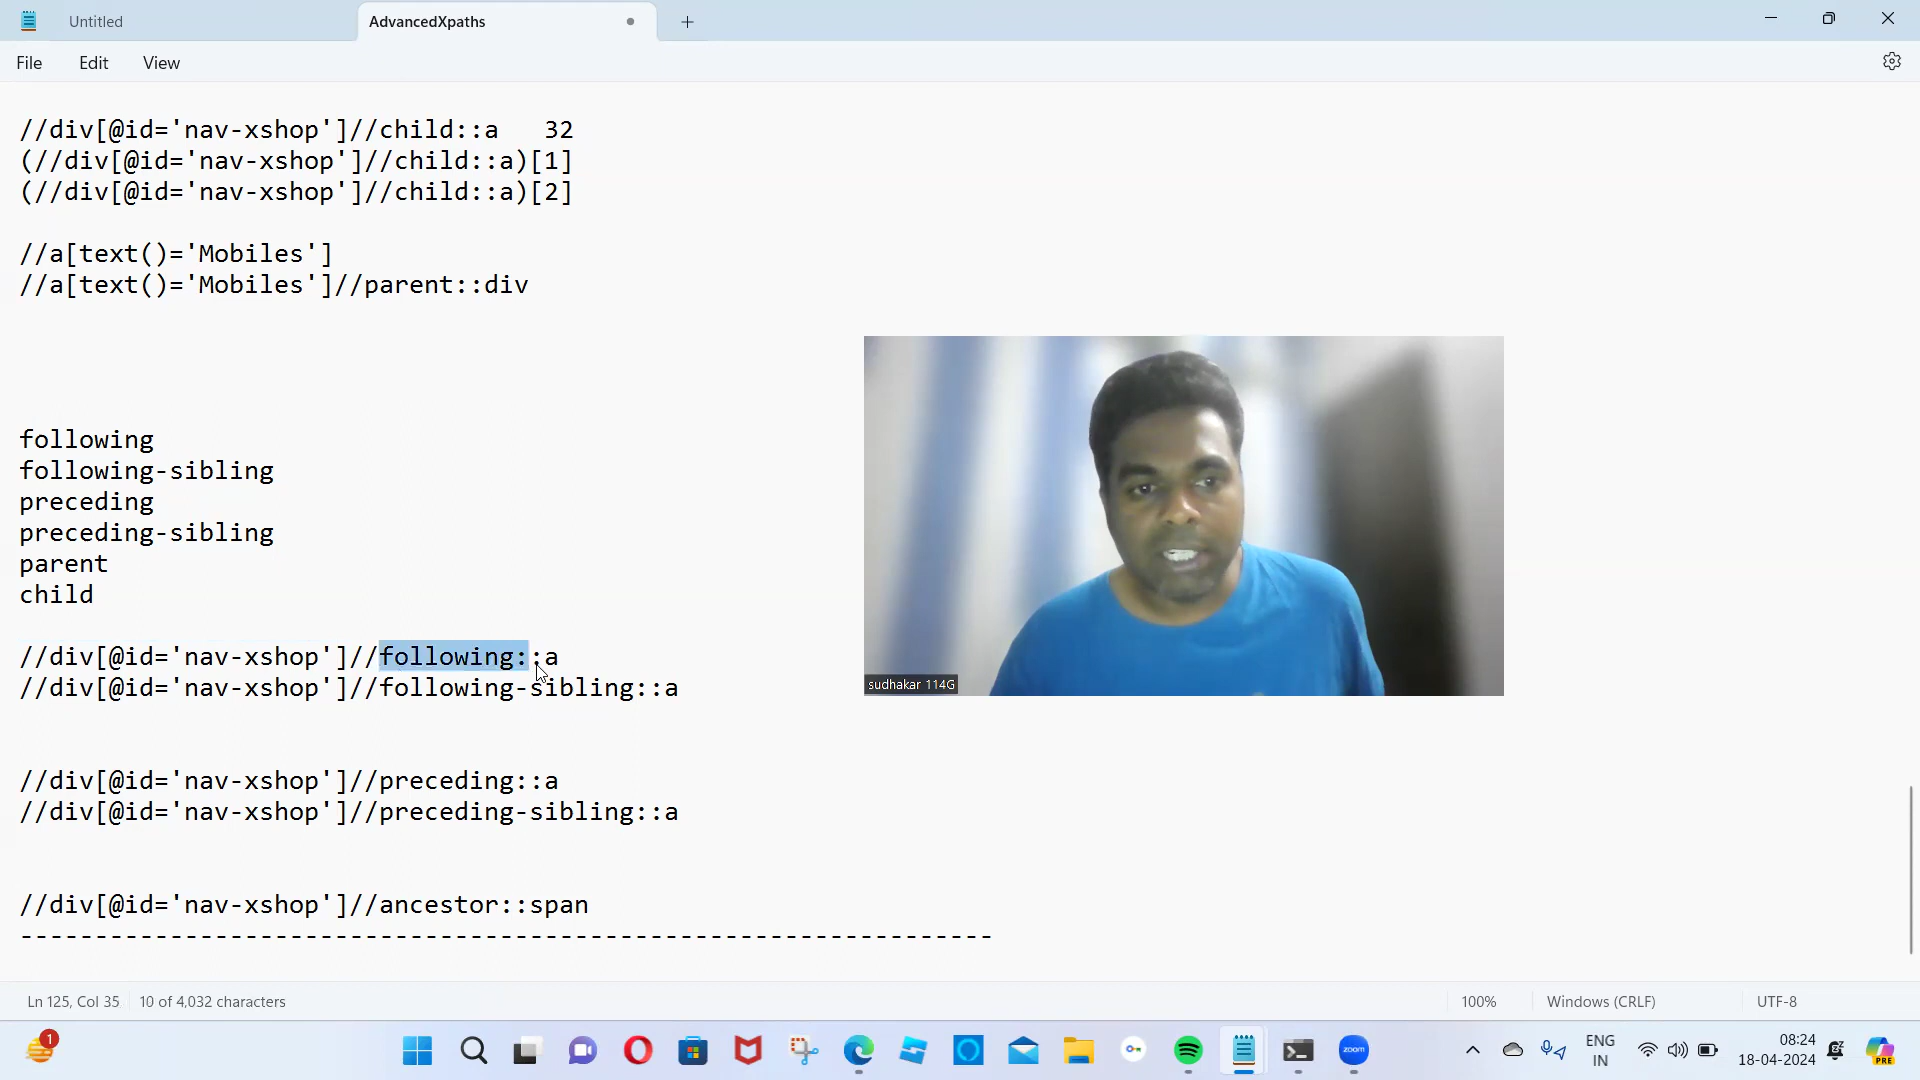 Untitled
AdvancedXpaths
File Edit View
//div[@id='nav-xshop']//child::a 32
(//div[@id='nav-xshop']//child::a)[1]
(//div[@id='nav-xshop']//child::a)[2]
//a[text()='Mobiles']
//a[text()='Mobiles']//parent::div
following
following-sibling
preceding
preceding-sibling
parent
child
//div[@id='nav-xshop']//following::a
//div[@id='nav-xshop']//following-sibling::a
//div[@id='nav-xshop']//preceding::a
//div[@id='nav-xshop']//preceding-sibling::a
//div[@id='nav-xshop']//ancestor::span
-----------------------------------------------------------------
sudhakar 114G
Ln 125, Col 35 10 of 4,032 characters 100% Windows (CRLF) UTF-8
1
zoom
ENG
IN
08:24
18-04-2024
PRE